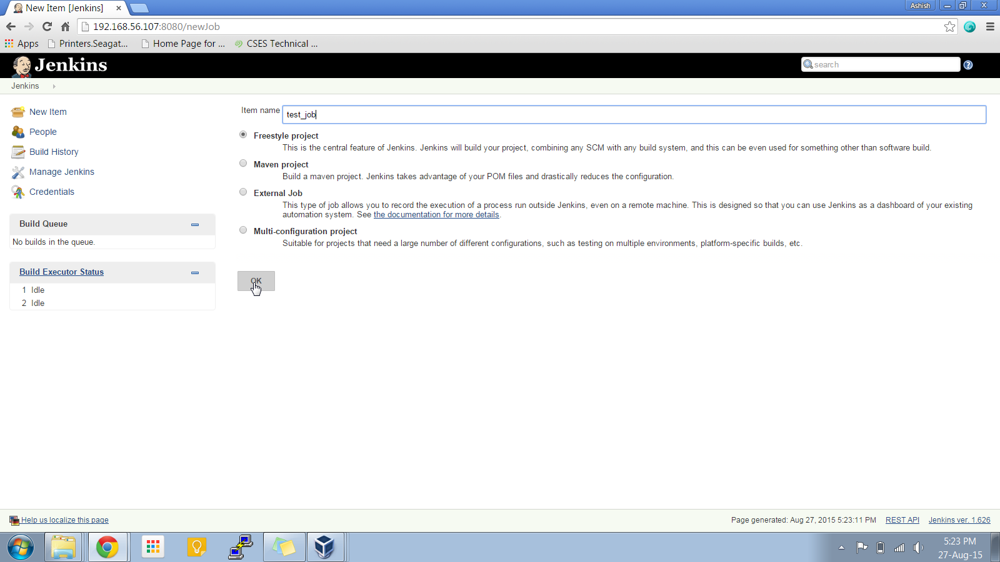 New Item [Jenkins]
Ashish
192.168.56.107:8080/newJob
Apps
Printers.Seagat...
Home Page for ...
CSES Technical ...
Jenkins
search
?
Jenkins
New Item
People
Build History
Manage Jenkins
Credentials
Build Queue
No builds in the queue.
Build Executor Status
1 Idle
2 Idle
Item name
test_job
Freestyle project
This is the central feature of Jenkins. Jenkins will build your project, combining any SCM with any build system, and this can be even used for something other than software build.
Maven project
Build a maven project. Jenkins takes advantage of your POM files and drastically reduces the configuration.
External Job
This type of job allows you to record the execution of a process run outside Jenkins, even on a remote machine. This is designed so that you can use Jenkins as a dashboard of your existing
automation system. See the documentation for more details.
Multi-configuration project
Suitable for projects that need a large number of different configurations, such as testing on multiple environments, platform-specific builds, etc.
OK
Help us localize this page
Page generated: Aug 27, 2015 5:23:11 PM
REST API
Jenkins ver. 1.626
5:23 PM
27-Aug-15